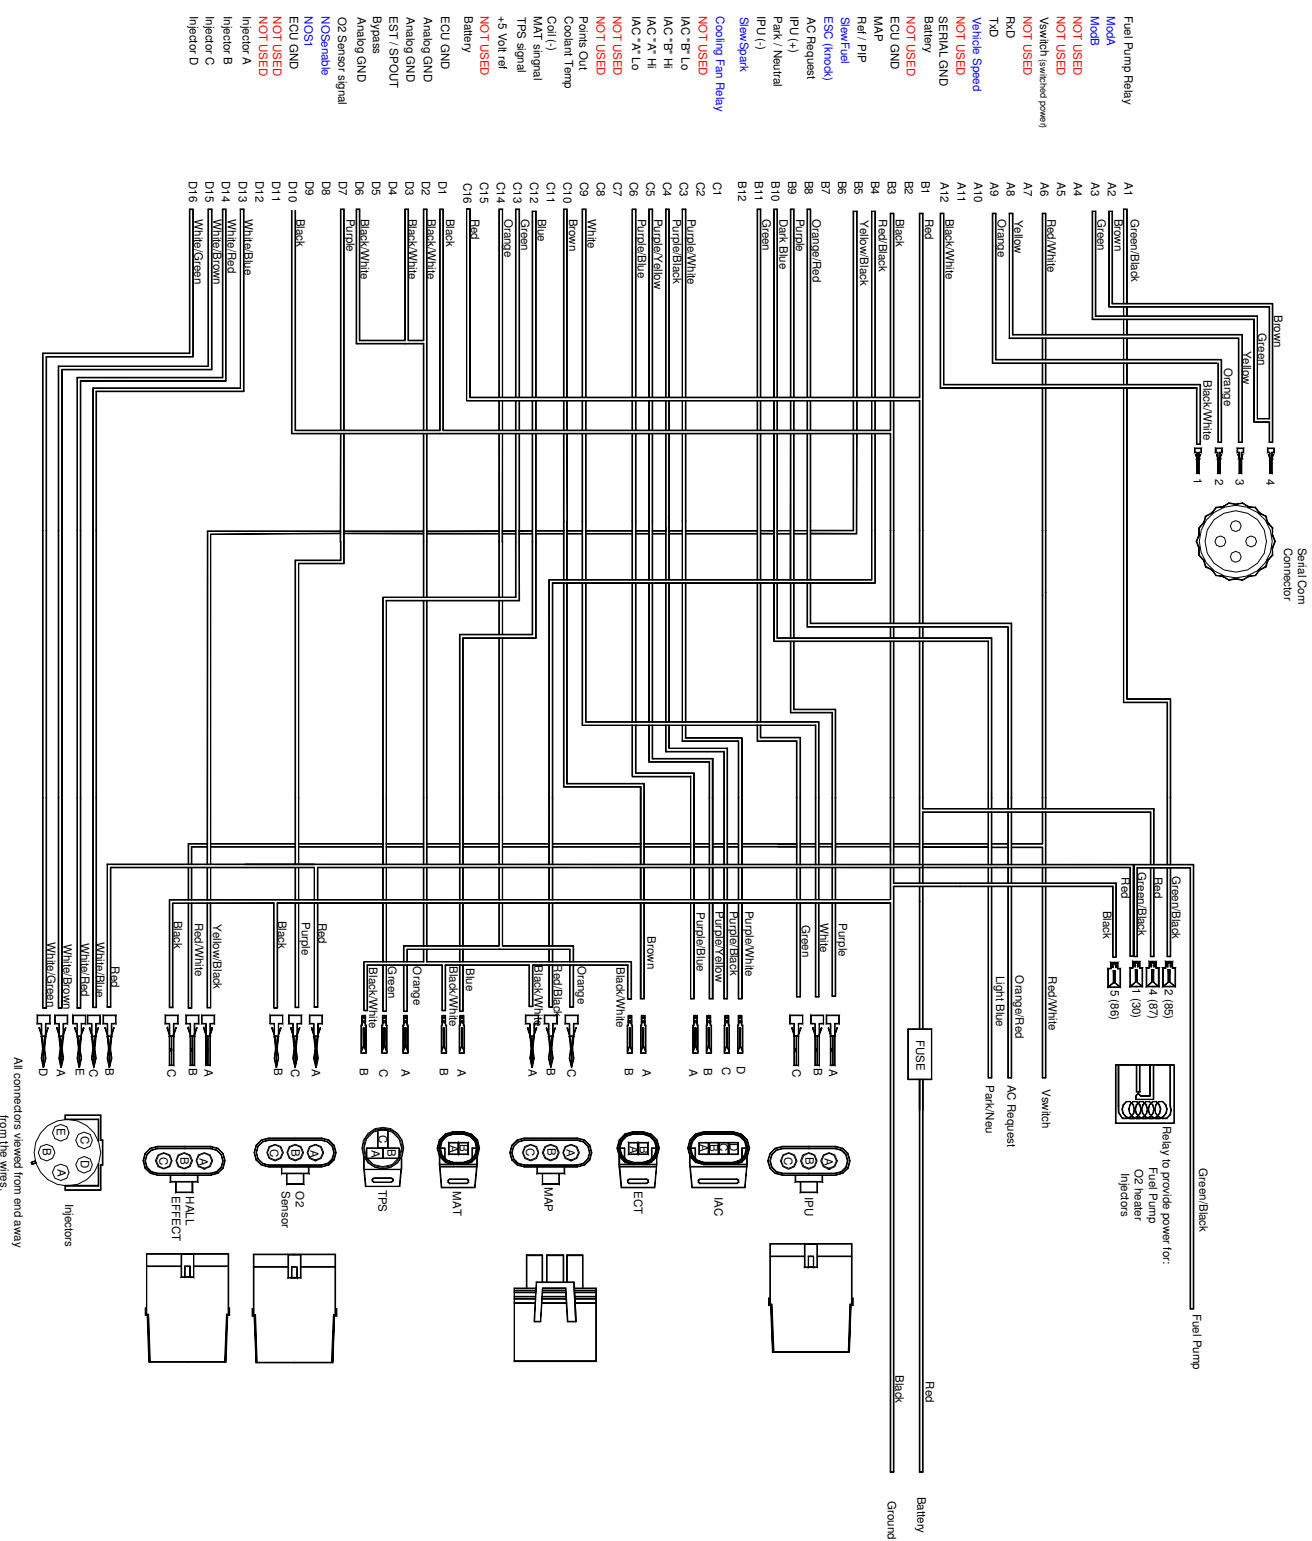 Fuel Pump Relay
ModA
ModB
NOT USED
NOT USED
Vswitch (switched power)
NOT USED
RxD
TxD
Vehicle Speed
NOT USED
SERIAL GND
Battery
NOT USED
ECU GND
MAP
Ref / PIP
SlewFuel
ESC (knock)
AC Request
IPU (+)
Park / Neutral
IPU (-)
SlewSpark
Cooling Fan Relay
NOT USED
IAC "B" Lo
IAC "B" Hi
IAC "A" Hi
IAC "A" Lo
NOT USED
NOT USED
Points Out
Coolant Temp
Coil (-)
MAT singnal
TPS signal
+5 Volt ref
NOT USED
Battery
ECU GND
Analog GND
Analog GND
EST / SPOUT
Bypass
Analog GND
O2 Sensor signal
NOSenable
NOS1
ECU GND
NOT USED
NOT USED
Injector A
Injector B
Injector C
Injector D
A1
A2
A3
A4
A5
A6
A7
A8
A9
A10
A11
A12
B1
B2
B3
B4
B5
B6
B7
B8
B9
B10
B11
B12
C1
C2
C3
C4
C5
C6
C7
C8
C9
C10
C11
C12
C13
C14
C15
C16
D1
D2
D3
D4
D5
D6
D7
D8
D9
D10
D11
D12
D13
D14
D15
D16
Green/Black
Brown
Green
Red/White
Yellow
Orange
Black/White
Red
Black
Red/Black
Yellow/Black
Orange/Red
Purple
Dark Blue
Green
Purple/White
Purple/Black
Purple/Yellow
Purple/Blue
White
Brown
Blue
Green
Orange
Red
Black
Black/White
Black/White
Black/White
Purple
Black
White/Blue
White/Red
White/Brown
White/Green
Brown
Green
Yellow
Orange
Black/White
4
3
2
1
Serial Com
Connector
Green/Black
Red
Green/Black
Red
Black
2 (85)
4 (87)
1 (30)
5 (86)
Relay to provide power for:
Fuel Pump
O2 heater
Injectors
Green/Black
Fuel Pump
Red/White
Orange/Red
Light Blue
Vswitch
AC Request
Park/Neu
FUSE
Red
Black
Battery
Ground
Purple
White
Green
A
B
C
A
B
C
IPU
Purple/White
Purple/Black
Purple/Yellow
Purple/Blue
D
C
B
A
D
C
B
A
IAC
Brown
Black/White
A
B
B
A
ECT
Orange
Red/Black
Black/White
C
B
A
A
B
C
MAP
Blue
Black/White
A
B
B
A
MAT
Orange
Green
Black/White
A
C
B
C
B
A
TPS
Red
Purple
Black
A
C
B
A
B
C
O2
Sensor
Yellow/Black
Red/White
Black
A
B
C
A
B
C
HALL
EFFECT
Red
White/Blue
White/Red
White/Brown
White/Green
B
C
E
A
D
C
D
E
A
B
Injectors
All connectors viewed from end away
from the wires.